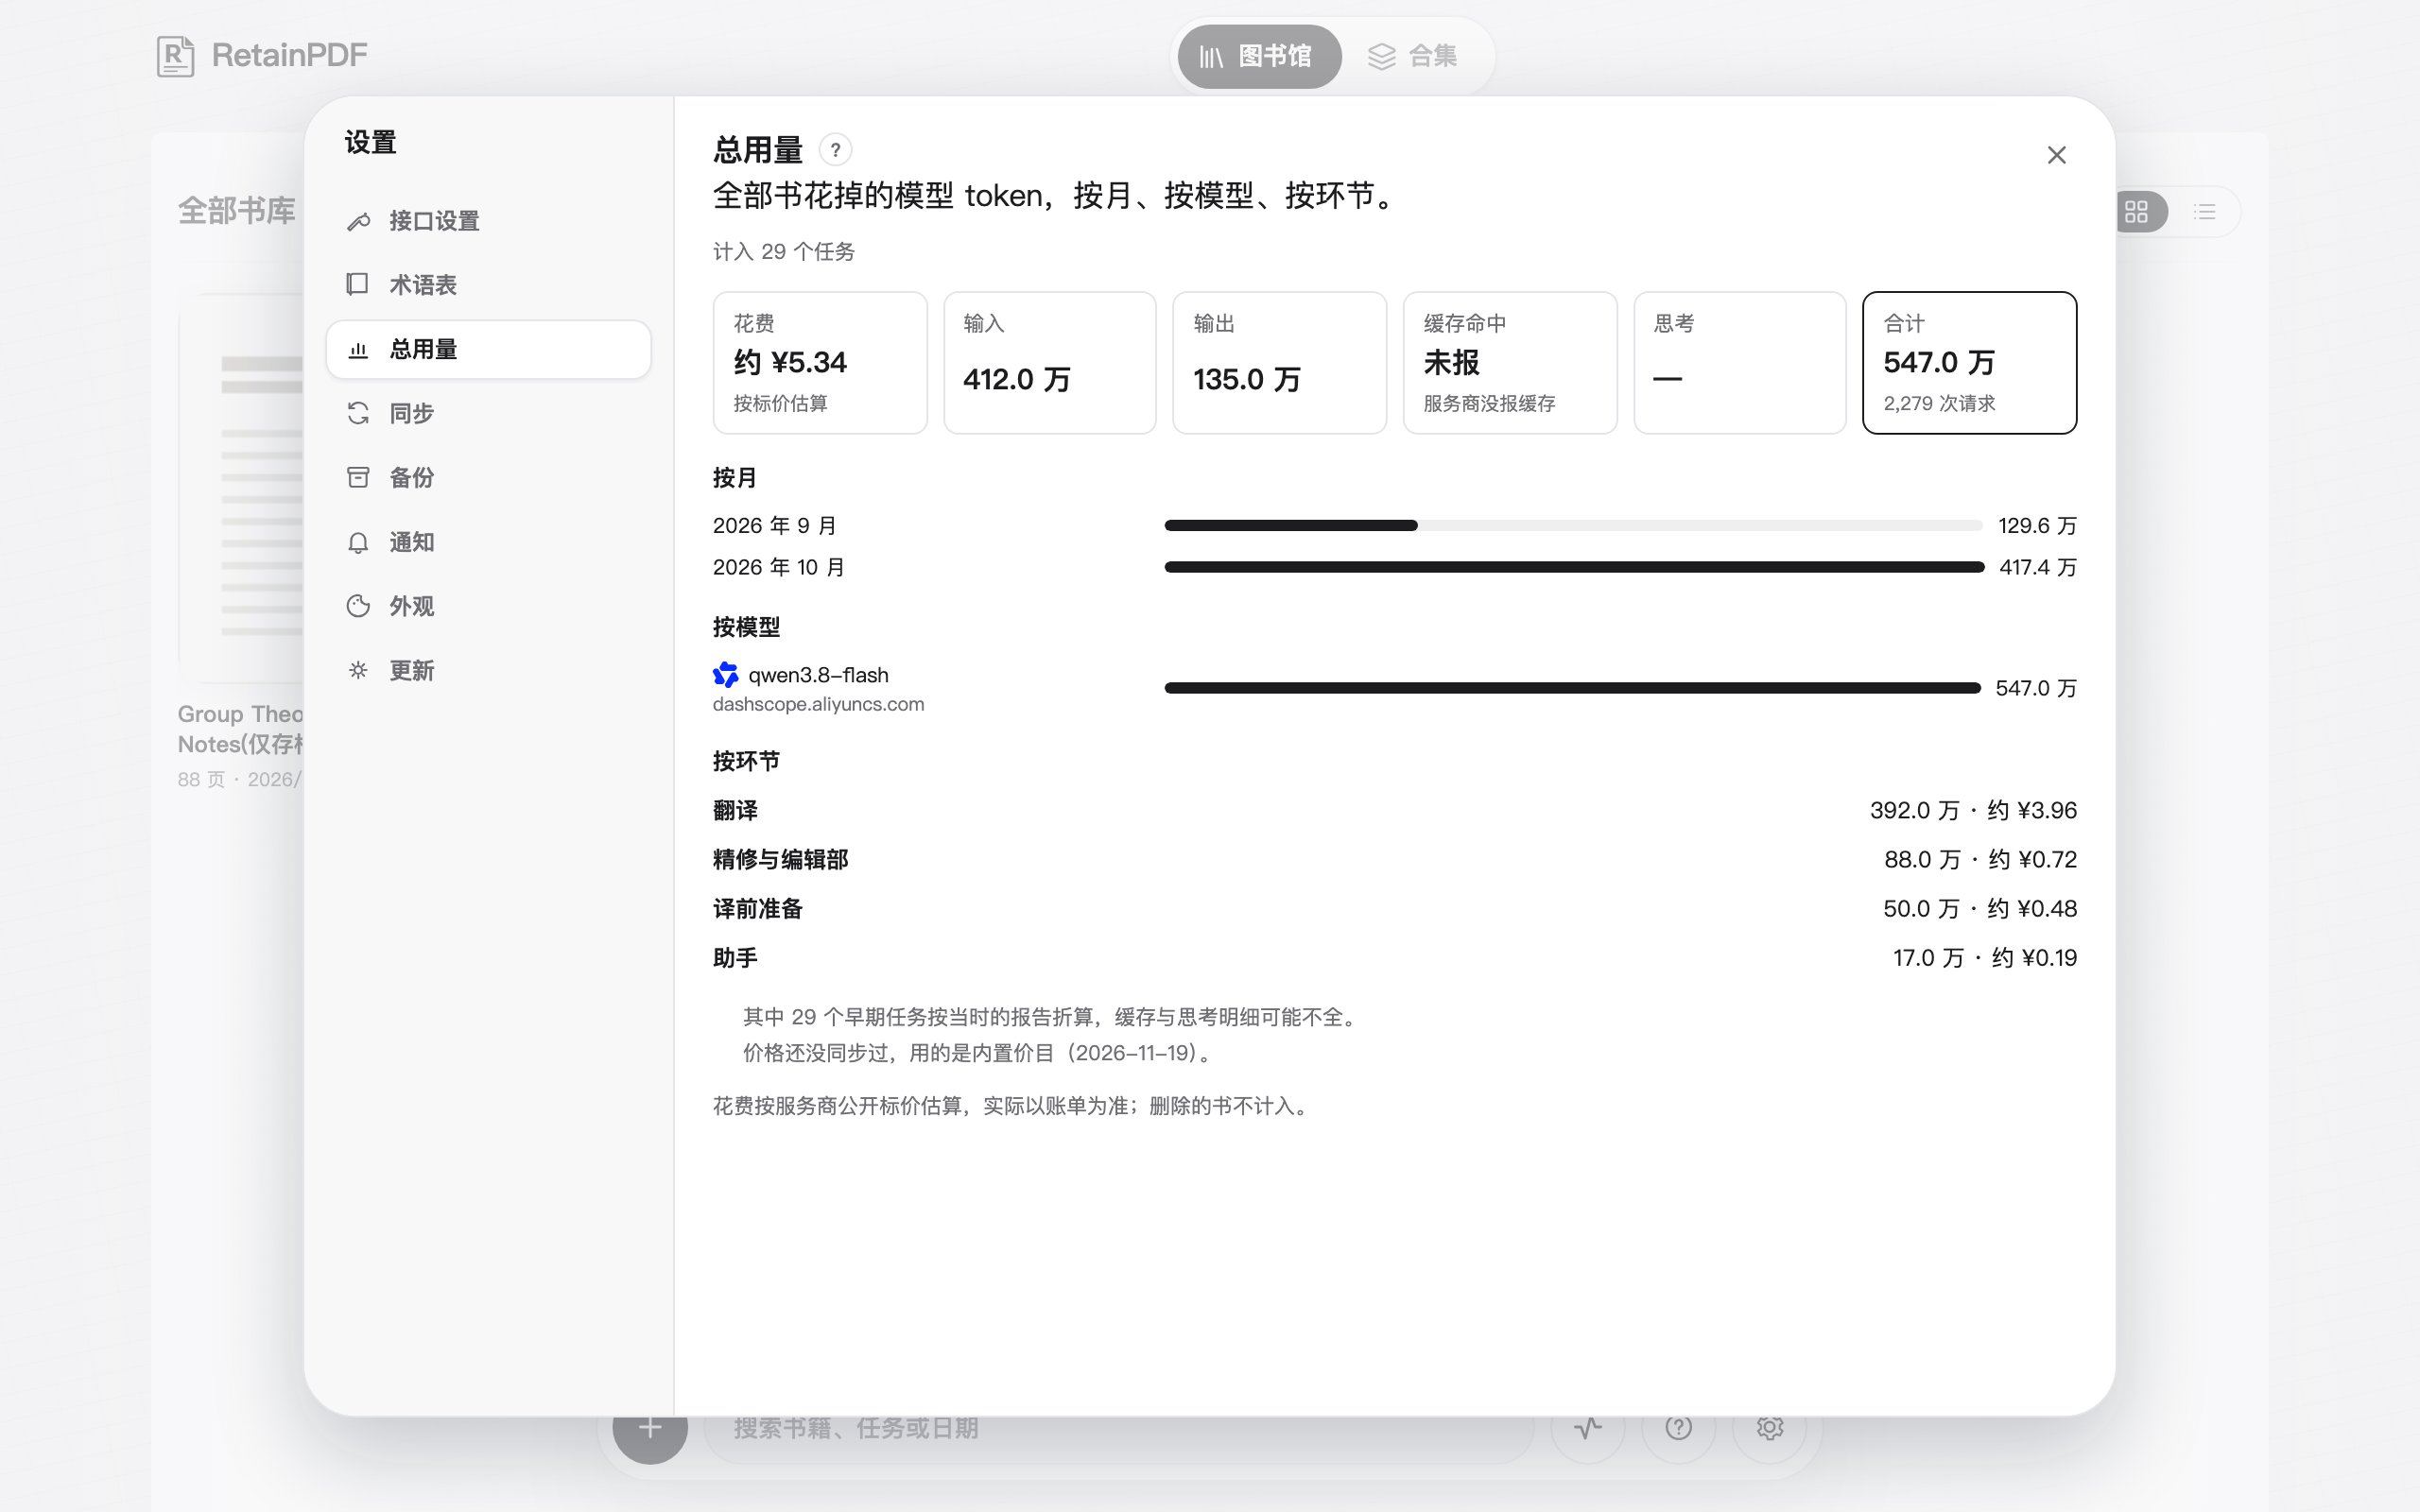 RetainPDF
图书馆
合集
全部书库
Group Theo
Notes(仅存
88 页 · 2026/
设置
接口设置
术语表
总用量
同步
备份
通知
外观
更新
总用量 ?
全部书花掉的模型 token，按月、按模型、按环节。
计入 29 个任务
花费
约 ¥5.34
按标价估算
输入
412.0 万
输出
135.0 万
缓存命中
未报
服务商没报缓存
思考
—
合计
547.0 万
2,279 次请求
按月
2026 年 9 月 129.6 万
2026 年 10 月 417.4 万
按模型
qwen3.8-flash 547.0 万
dashscope.aliyuncs.com
按环节
翻译 392.0 万 · 约 ¥3.96
精修与编辑部 88.0 万 · 约 ¥0.72
译前准备 50.0 万 · 约 ¥0.48
助手 17.0 万 · 约 ¥0.19
其中 29 个早期任务按当时的报告折算，缓存与思考明细可能不全。
价格还没同步过，用的是内置价目（2026-11-19）。
花费按服务商公开标价估算，实际以账单为准；删除的书不计入。
搜索书籍、任务或日期